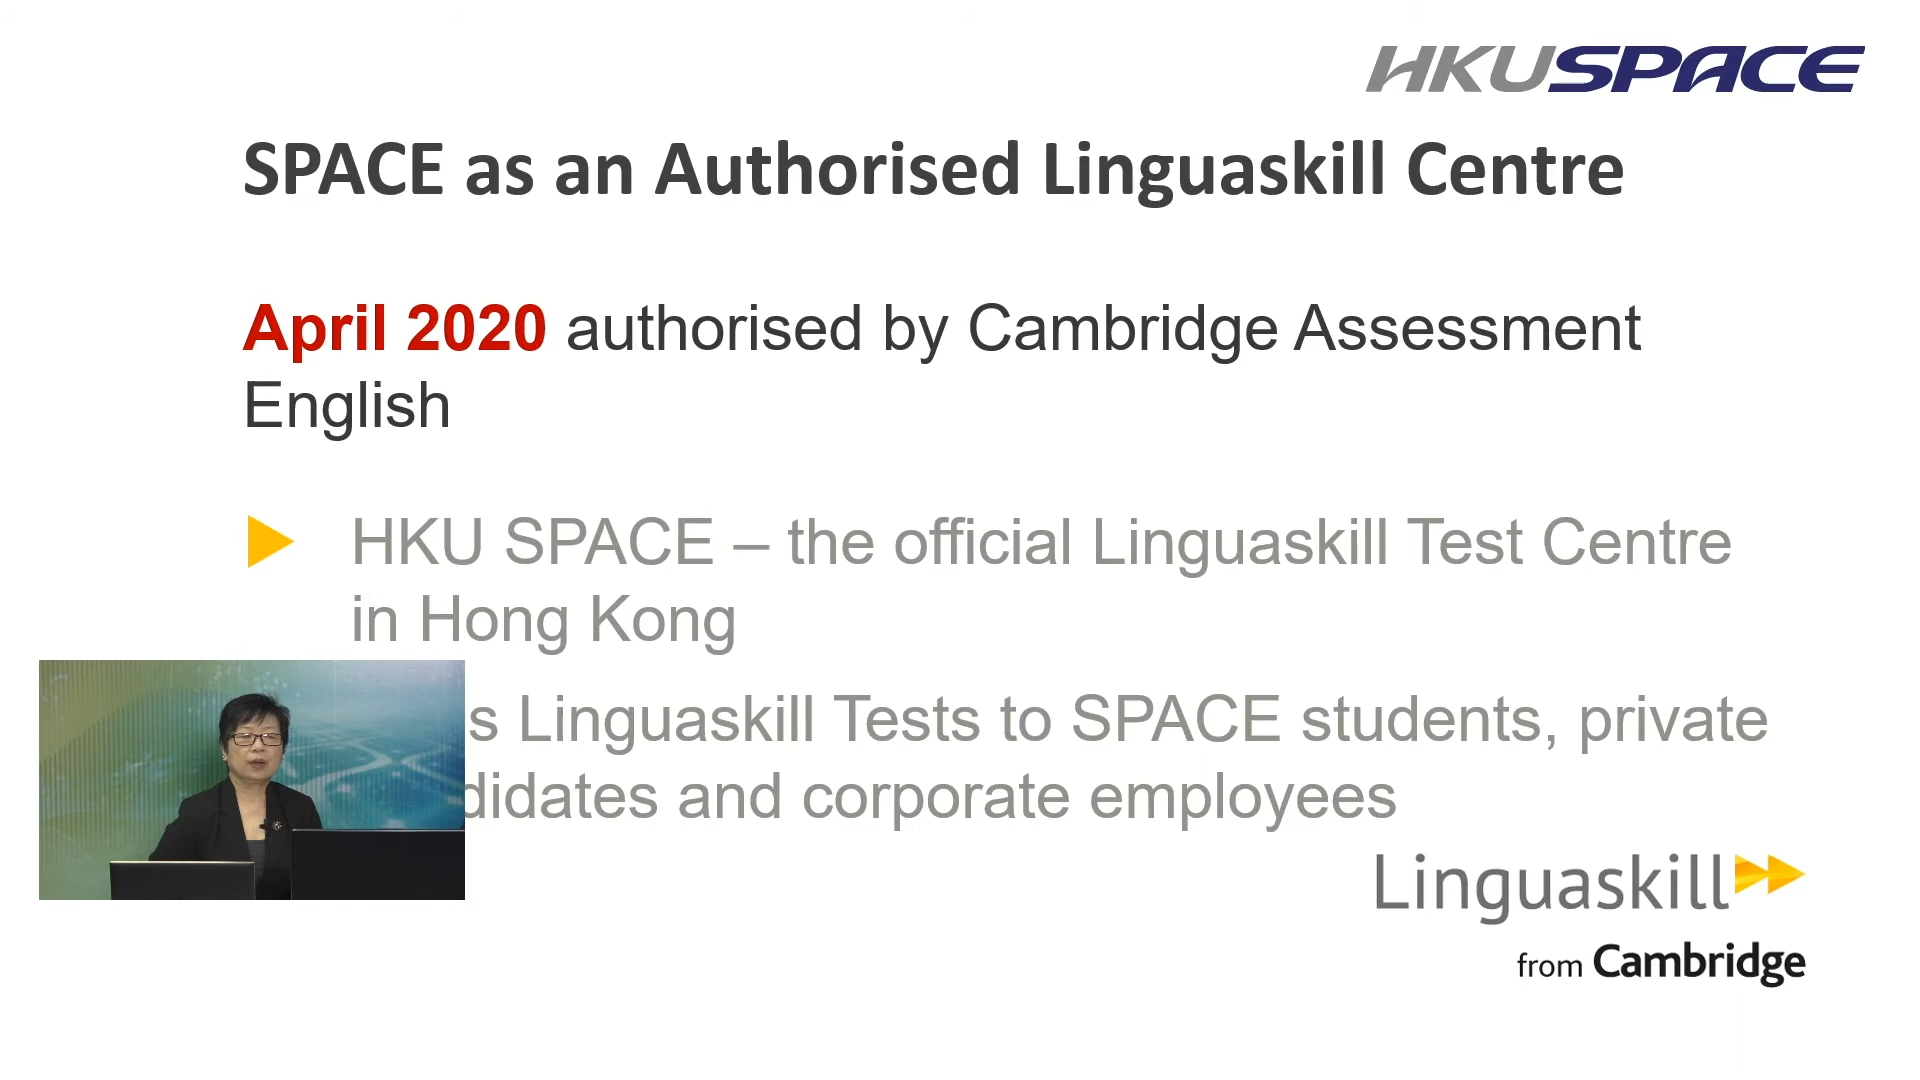 HKUSPACE
SPACE as an Authorised Linguaskill Centre
April 2020 authorised by Cambridge Assessment
English
HKU SPACE – the official Linguaskill Test Centre
in Hong Kong
Linguaskill Tests to SPACE students, private
and corporate employees
Linguaskill
from Cambridge